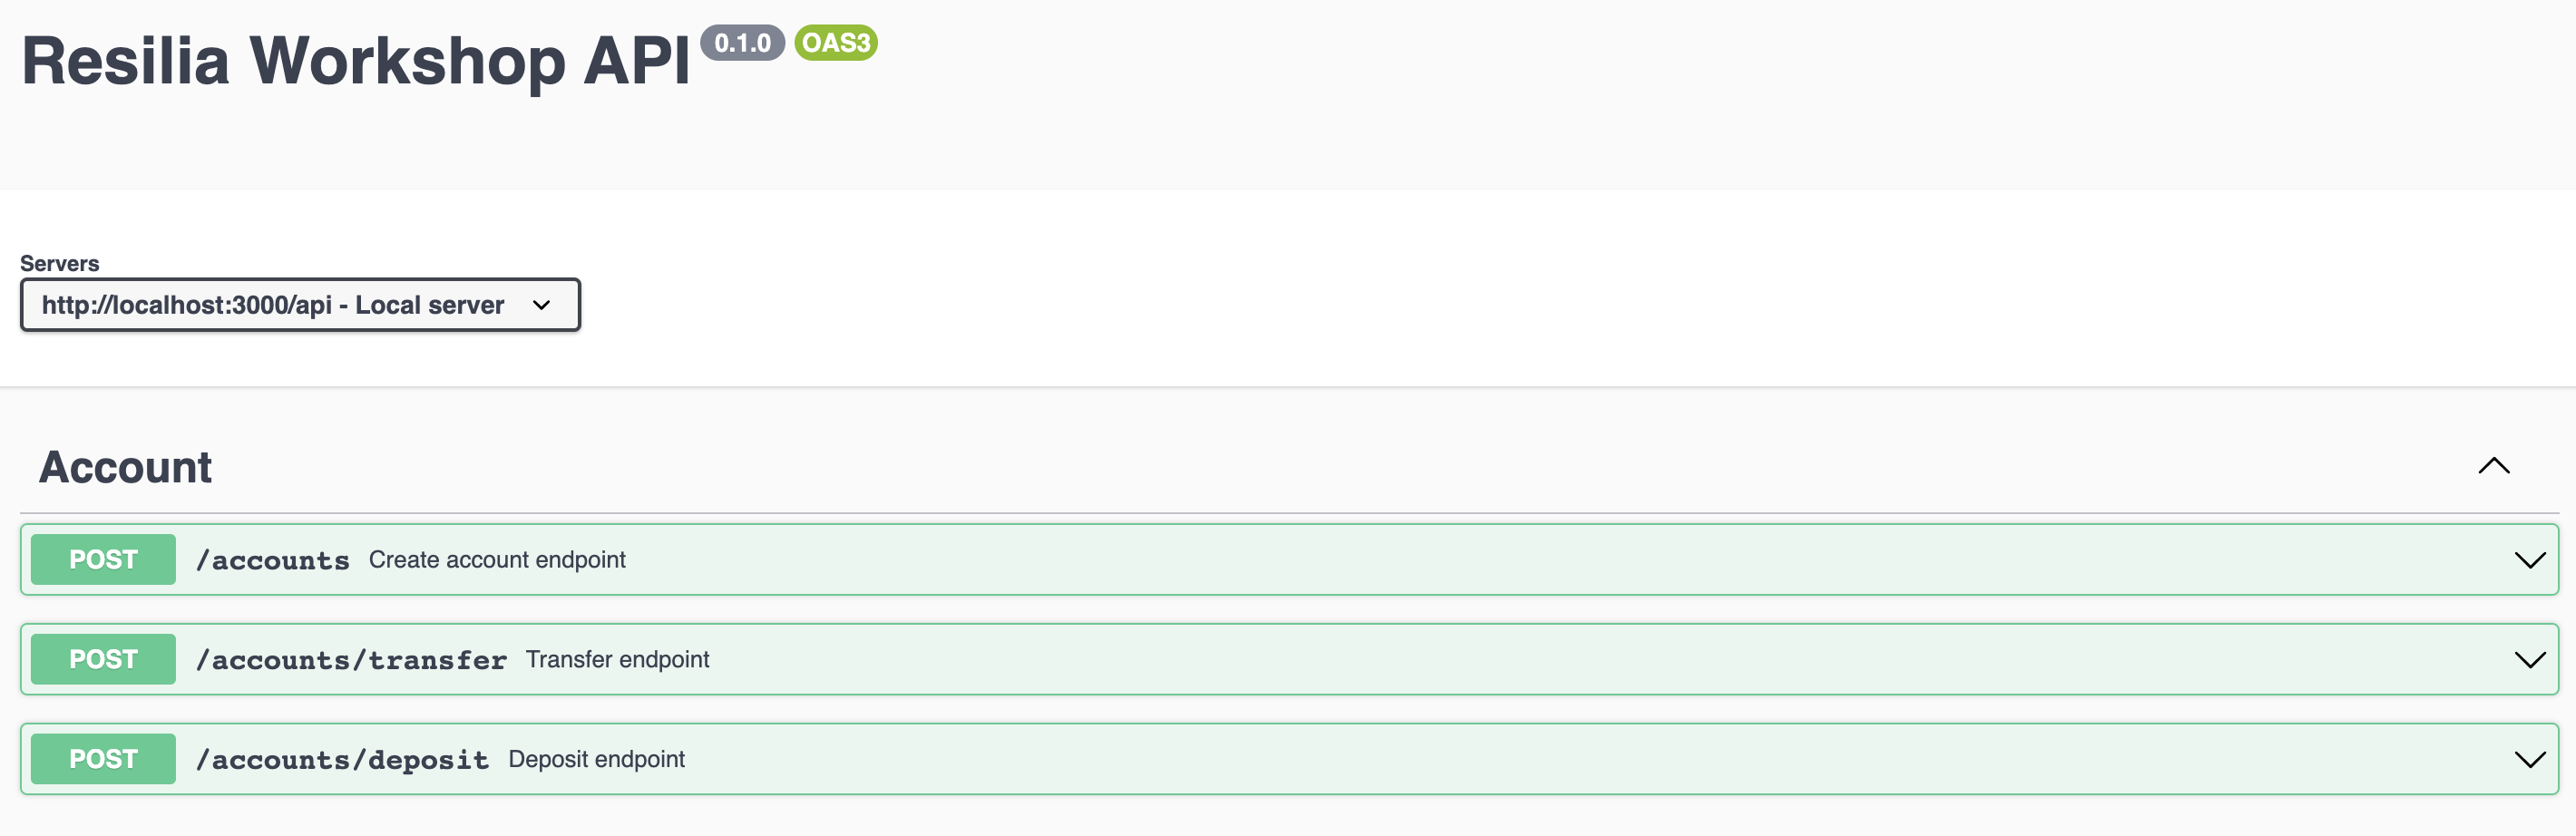 Resilia Workshop API 0.1.0 OAS3
Servers
http://localhost:3000/api - Local server
Account
POST /accounts Create account endpoint
POST /accounts/transfer Transfer endpoint
POST /accounts/deposit Deposit endpoint